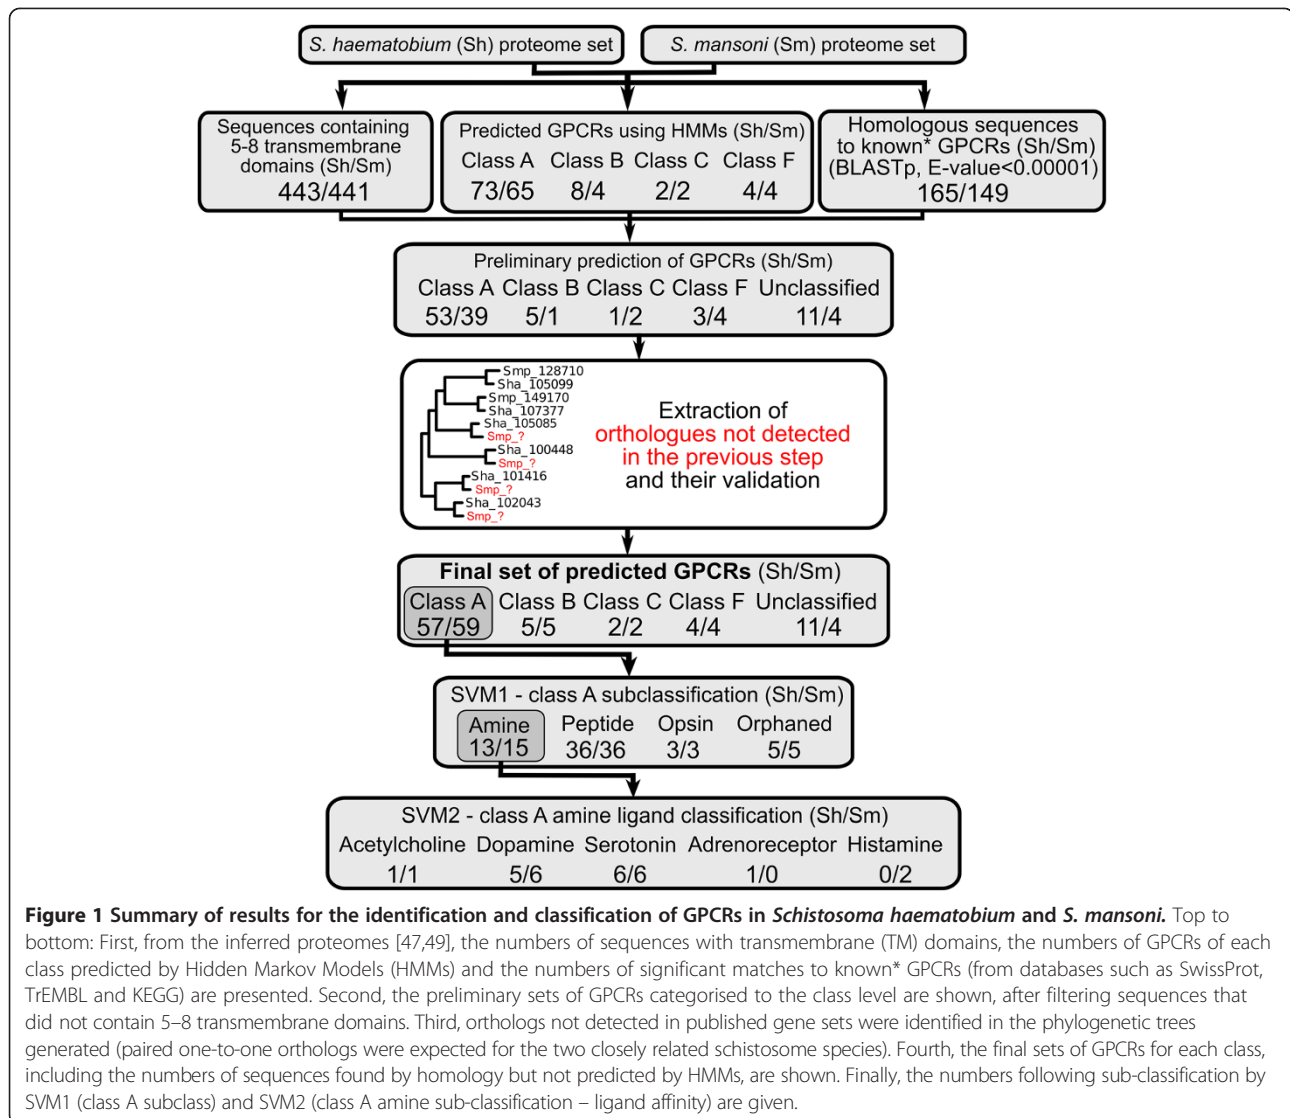 S. haematobium (Sh) proteome set
S. mansoni (Sm) proteome set
Sequences containing
5-8 transmembrane
domains (Sh/Sm)
443/441
Predicted GPCRs using HMMs (Sh/Sm)
Class A Class B Class C Class F
73/65 8/4 2/2 4/4
Homologous sequences
to known* GPCRs (Sh/Sm)
(BLASTp, E-value<0.00001)
165/149
Preliminary prediction of GPCRs (Sh/Sm)
Class A Class B Class C Class F Unclassified
53/39 5/1 1/2 3/4 11/4
Smp_128710
Sha_105099
Smp_149170
Sha_107377
Sha_105085
Smp_?
Sha_100448
Smp_?
Sha_101416
Smp_?
Sha_102043
Smp_?
Extraction of
orthologues not detected
in the previous step
and their validation
Final set of predicted GPCRs (Sh/Sm)
Class A Class B Class C Class F Unclassified
57/59 5/5 2/2 4/4 11/4
SVM1 - class A subclassification (Sh/Sm)
Amine Peptide Opsin Orphaned
13/15 36/36 3/3 5/5
SVM2 - class A amine ligand classification (Sh/Sm)
Acetylcholine Dopamine Serotonin Adrenoreceptor Histamine
1/1 5/6 6/6 1/0 0/2
Figure 1 Summary of results for the identification and classification of GPCRs in Schistosoma haematobium and S. mansoni. Top to
bottom: First, from the inferred proteomes [47,49], the numbers of sequences with transmembrane (TM) domains, the numbers of GPCRs of each
class predicted by Hidden Markov Models (HMMs) and the numbers of significant matches to known* GPCRs (from databases such as SwissProt,
TrEMBL and KEGG) are presented. Second, the preliminary sets of GPCRs categorised to the class level are shown, after filtering sequences that
did not contain 5–8 transmembrane domains. Third, orthologs not detected in published gene sets were identified in the phylogenetic trees
generated (paired one-to-one orthologs were expected for the two closely related schistosome species). Fourth, the final sets of GPCRs for each class,
including the numbers of sequences found by homology but not predicted by HMMs, are shown. Finally, the numbers following sub-classification by
SVM1 (class A subclass) and SVM2 (class A amine sub-classification – ligand affinity) are given.